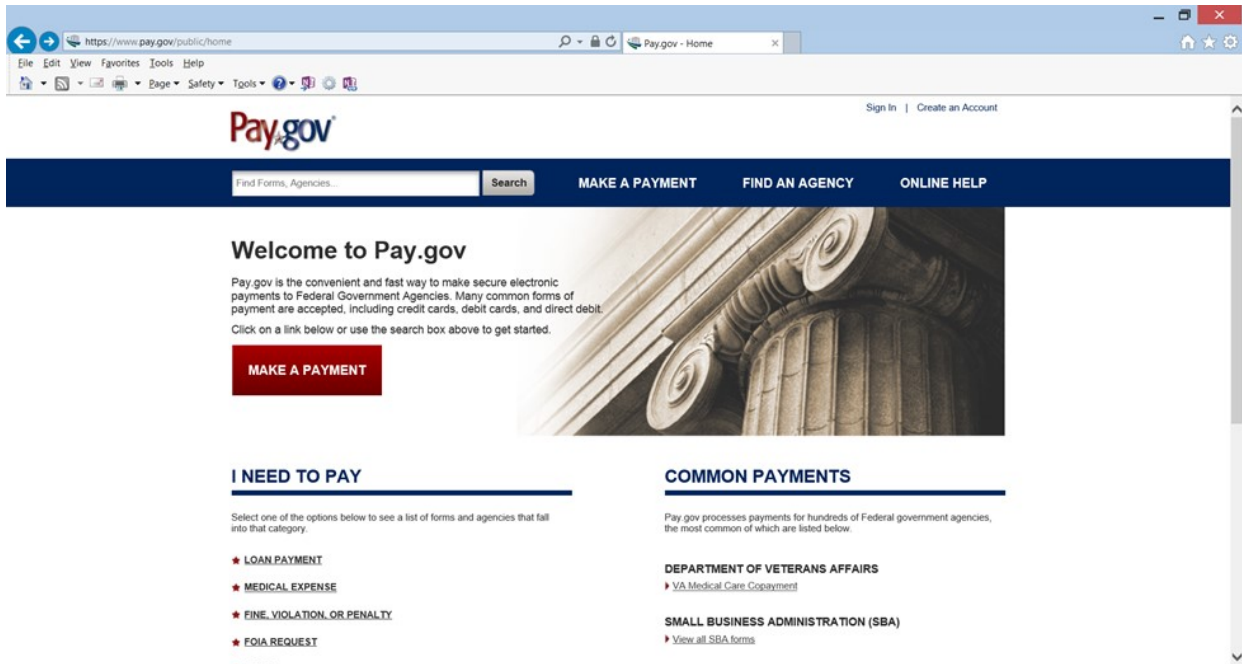 https://www.pay.gov/public/home
Pay.gov - Home
File Edit View Favorites Tools Help
Page Safety Tools
Sign In | Create an Account
Pay.gov
Find Forms, Agencies...
Search
MAKE A PAYMENT
FIND AN AGENCY
ONLINE HELP
Welcome to Pay.gov
Pay.gov is the convenient and fast way to make secure electronic
payments to Federal Government Agencies. Many common forms of
payment are accepted, including credit cards, debit cards, and direct debit.
Click on a link below or use the search box above to get started.
MAKE A PAYMENT
I NEED TO PAY
Select one of the options below to see a list of forms and agencies that fall
into that category.
LOAN PAYMENT
MEDICAL EXPENSE
FINE, VIOLATION, OR PENALTY
FOIA REQUEST
COMMON PAYMENTS
Pay.gov processes payments for hundreds of Federal government agencies,
the most common of which are listed below.
DEPARTMENT OF VETERANS AFFAIRS
VA Medical Care Copayment
SMALL BUSINESS ADMINISTRATION (SBA)
View all SBA forms